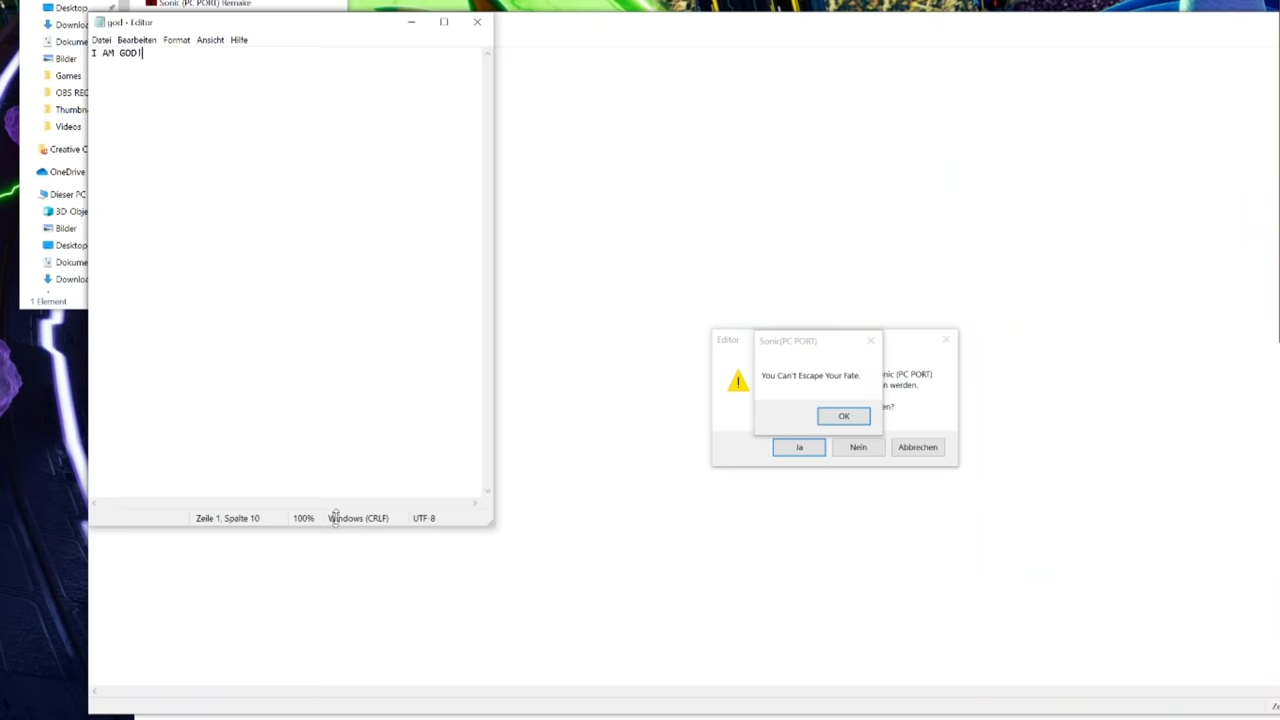 Sonic (PC PORT) Remake
Desktop
Downlo
Dokume
Bilder
Games
OBS REC
Thumbn
Videos
Creative C
OneDrive
Dieser PC
3D-Obje
Bilder
Desktop
Dokume
Downloa
1 Element
god - Editor
Datei Bearbeiten Format Ansicht Hilfe
I AM GOD!
Zeile 1, Spalte 10 100% Windows (CRLF) UTF-8
Editor
Sonic(PC PORT)
You Can't Escape Your Fate.
OK
nic (PC PORT)
n werden.
en?
Ja Nein Abbrechen